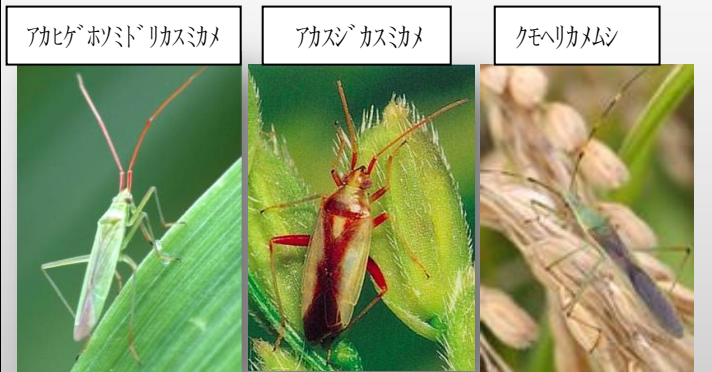 ｱｶﾋｹﾞﾎｿﾐﾄﾞﾘｶｽﾐｶﾒ
ｱｶｽｼﾞｶｽﾐｶﾒ
ｸﾓﾍﾘｶﾒﾑｼ